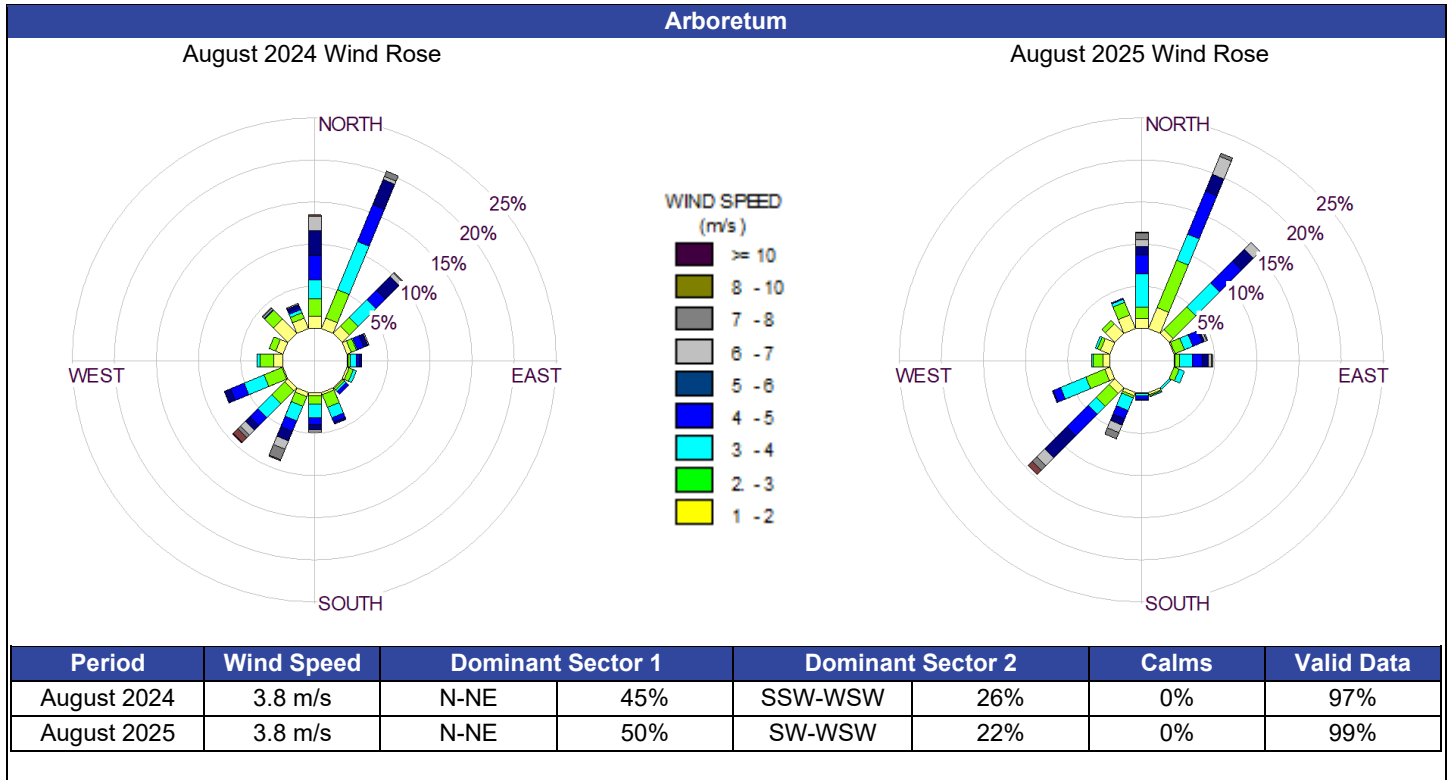 Arboretum
August 2024 Wind Rose
August 2025 Wind Rose
NORTH
25%
20%
15%
10%
5%
WEST
EAST
SOUTH
WIND SPEED
(m/s)
>= 10
8 - 10
7 - 8
6 - 7
5 - 6
4 - 5
3 - 4
2 - 3
1 - 2
NORTH
25%
20%
15%
10%
5%
WEST
EAST
SOUTH
Period Wind Speed Dominant Sector 1 Dominant Sector 2 Calms Valid Data
August 2024 3.8 m/s N-NE 45% SSW-WSW 26% 0% 97%
August 2025 3.8 m/s N-NE 50% SW-WSW 22% 0% 99%